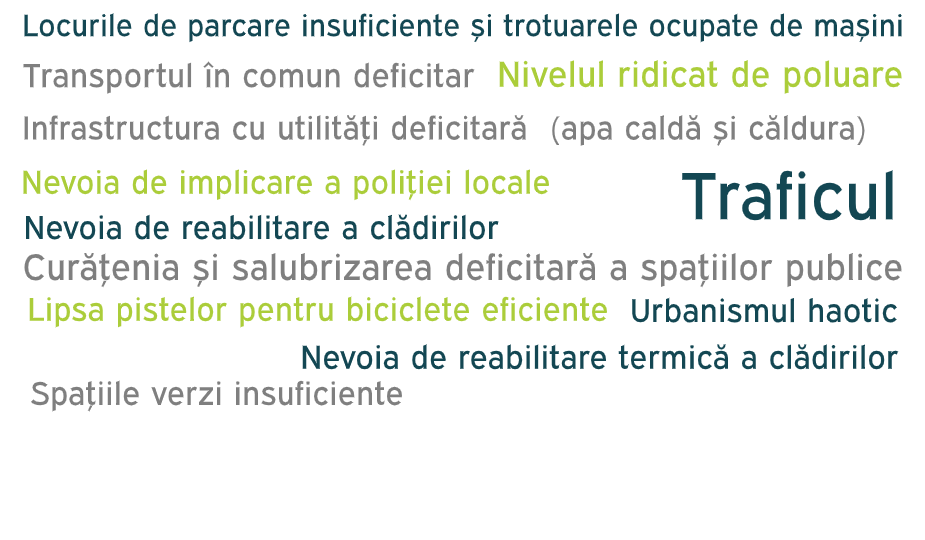 Locurile de parcare insuficiente și trotuarele ocupate de mașini
Transportul în comun deficitar Nivelul ridicat de poluare
Infrastructura cu utilități deficitară (apa caldă și căldura)
Nevoia de implicare a poliției locale
Traficul
Nevoia de reabilitare a clădirilor
Curățenia și salubrizarea deficitară a spațiilor publice
Lipsa pistelor pentru biciclete eficiente Urbanismul haotic
Nevoia de reabilitare termică a clădirilor
Spațiile verzi insuficiente